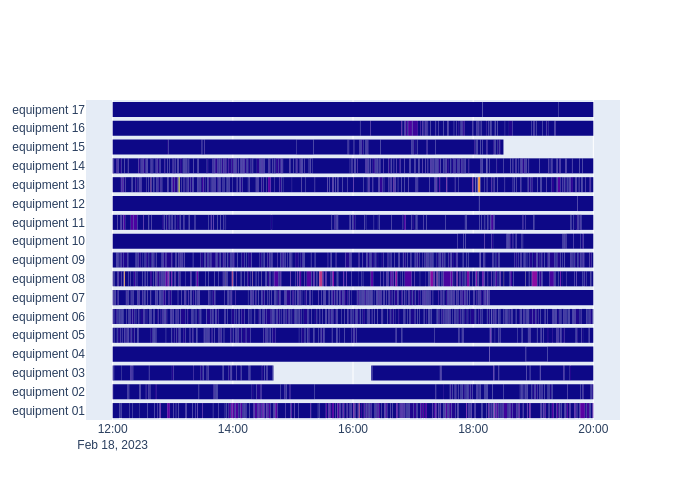 equipment 17
equipment 16
equipment 15
equipment 14
equipment 13
equipment 12
equipment 11
equipment 10
equipment 09
equipment 08
equipment 07
equipment 06
equipment 05
equipment 04
equipment 03
equipment 02
equipment 01
12:00 14:00 16:00 18:00 20:00
Feb 18, 2023